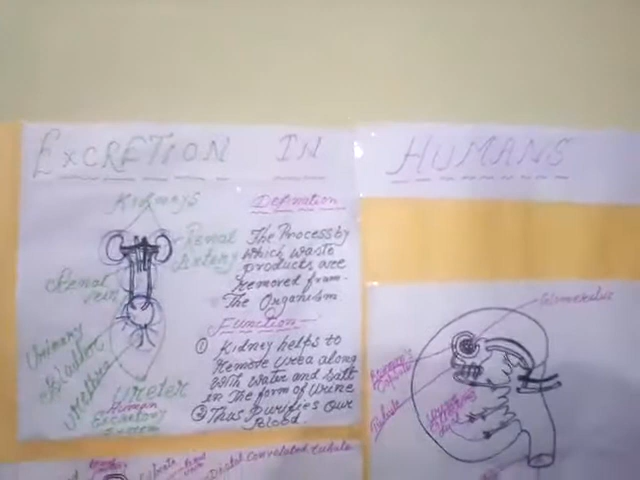 EXCRETION IN HUMANS
Kidneys
Renal
Artery
Renal
vein
Urinary
Bladder
Urethra
Ureter
Human
Excretory
System
Definition
The Process by
which waste
products are
removed from
The Organism
Function
① Kidney helps to
Remove Urea along
With water and Salt
in the form of Urine
② Thus Purifies Our
Blood.
Glomerulus
Tubule
Distal Convoluted tubule